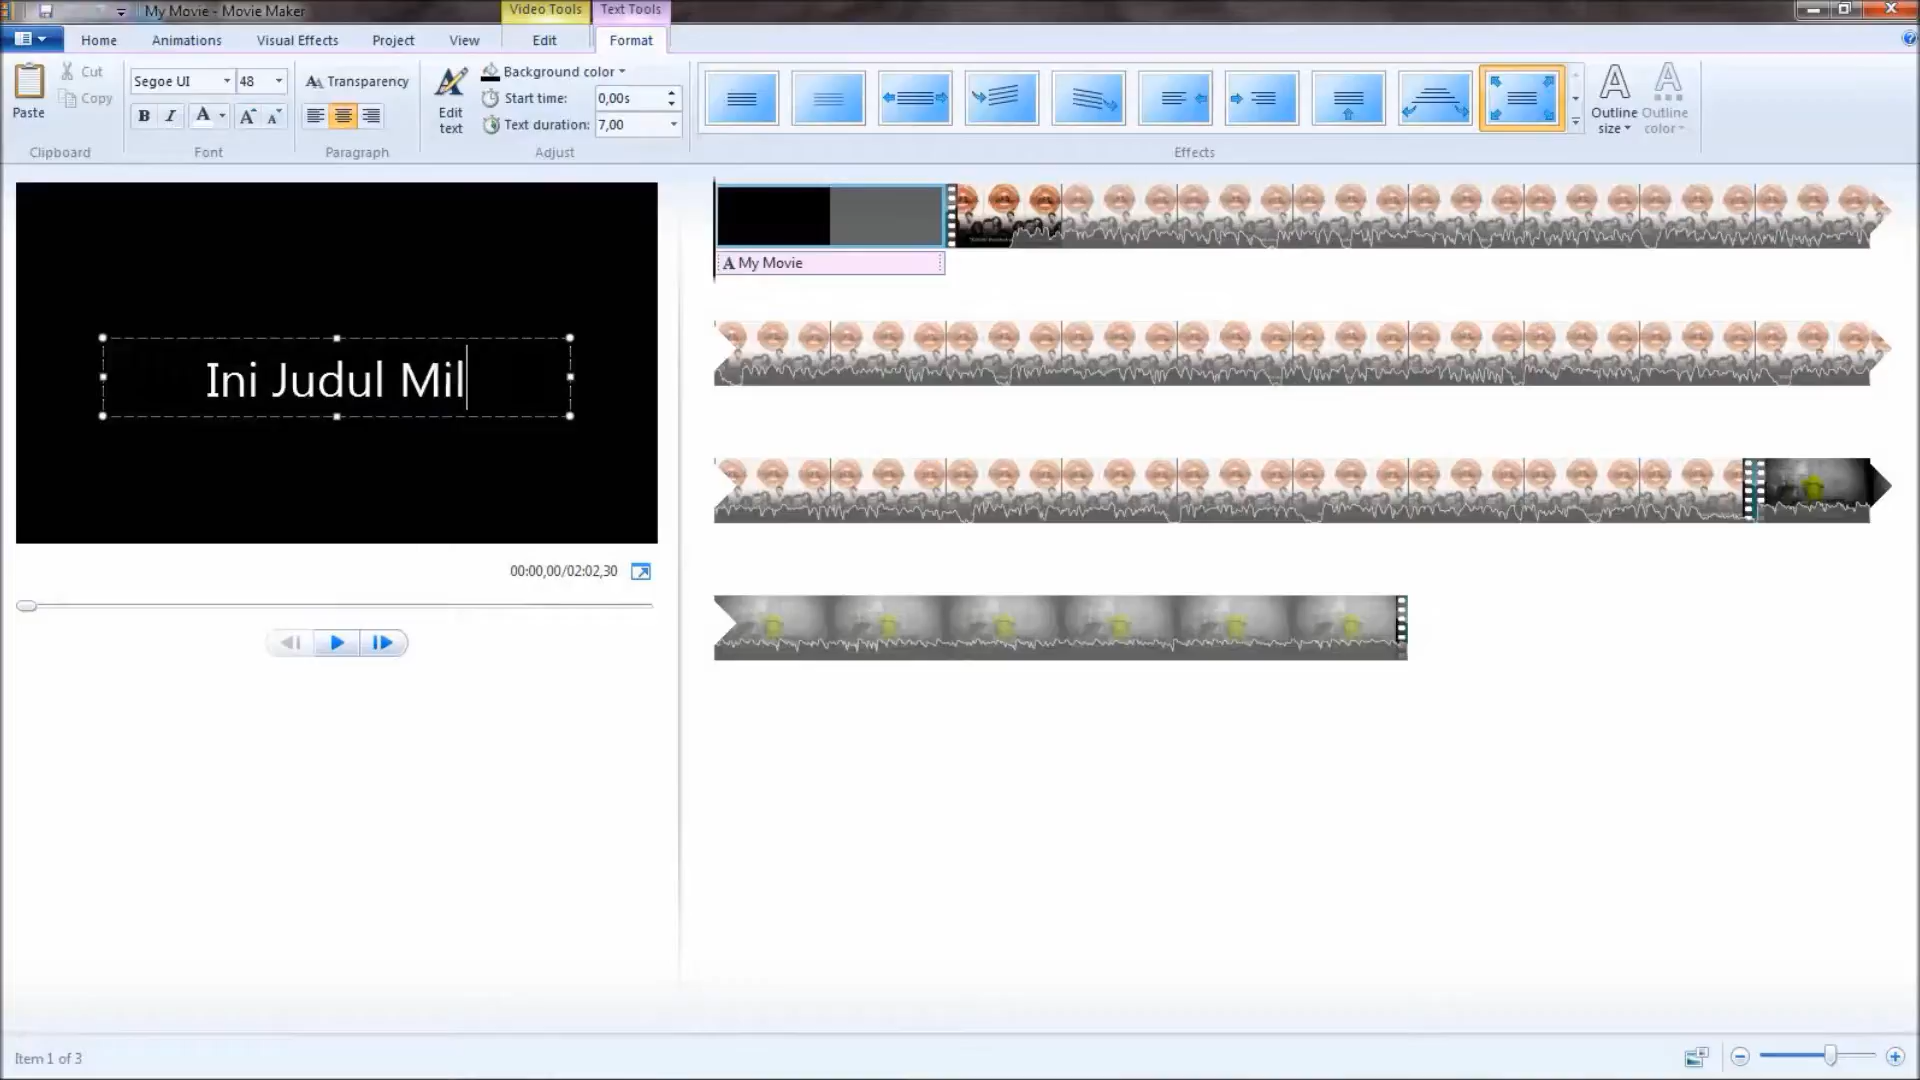 My Movie - Movie Maker
Video Tools
Text Tools
Home
Animations
Visual Effects
Project
View
Edit
Format
Paste
Cut
Copy
Clipboard
Segoe UI
48
B I A A A
Font
Transparency
Paragraph
Edit text
Background color
Start time: 0,00s
Text duration: 7,00
Adjust
Effects
Outline size
Outline color
Ini Judul Mil
00:00,00/02:02,30
A My Movie
Item 1 of 3